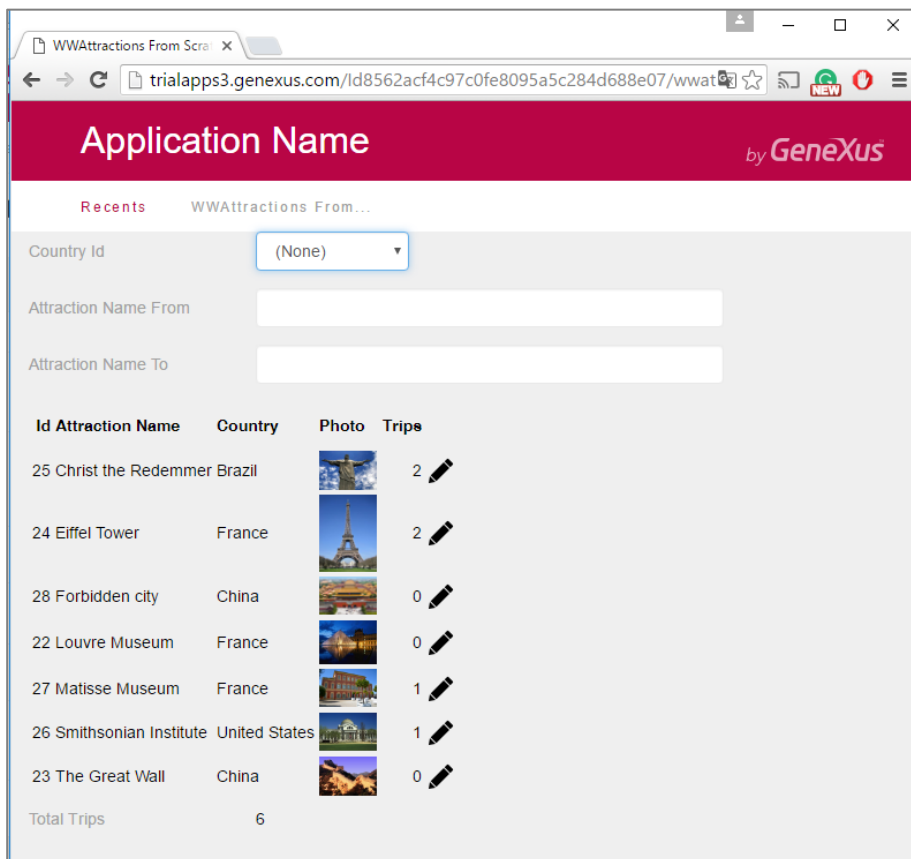 WWAttractions From Scra
trialapps3.genexus.com/Id8562acf4c97c0fe8095a5c284d688e07/wwat
NEW
Application Name
by GeneXus
Recents WWAttractions From...
Country Id (None)
Attraction Name From
Attraction Name To
Id Attraction Name Country Photo Trips
25 Christ the Redemmer Brazil 2
24 Eiffel Tower France 2
28 Forbidden city China 0
22 Louvre Museum France 0
27 Matisse Museum France 1
26 Smithsonian Institute United States 1
23 The Great Wall China 0
Total Trips 6